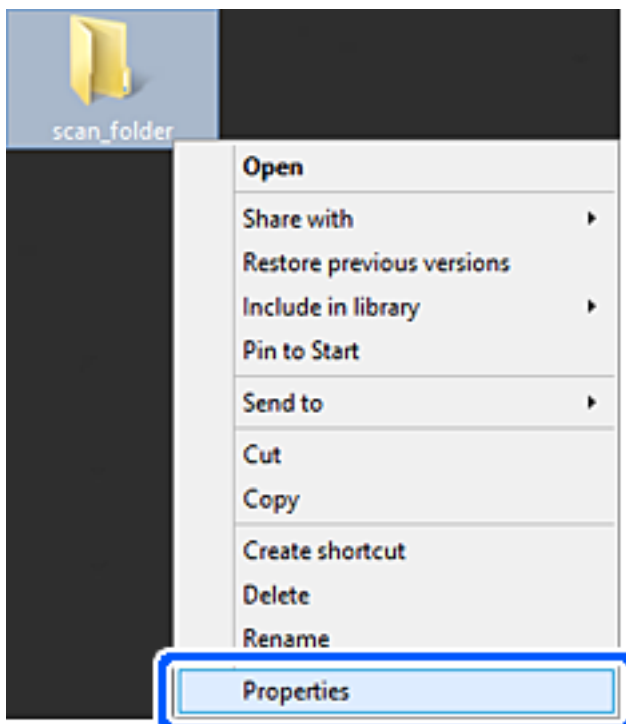 scan_folder
Open
Share with
Restore previous versions
Include in library
Pin to Start
Send to
Cut
Copy
Create shortcut
Delete
Rename
Properties